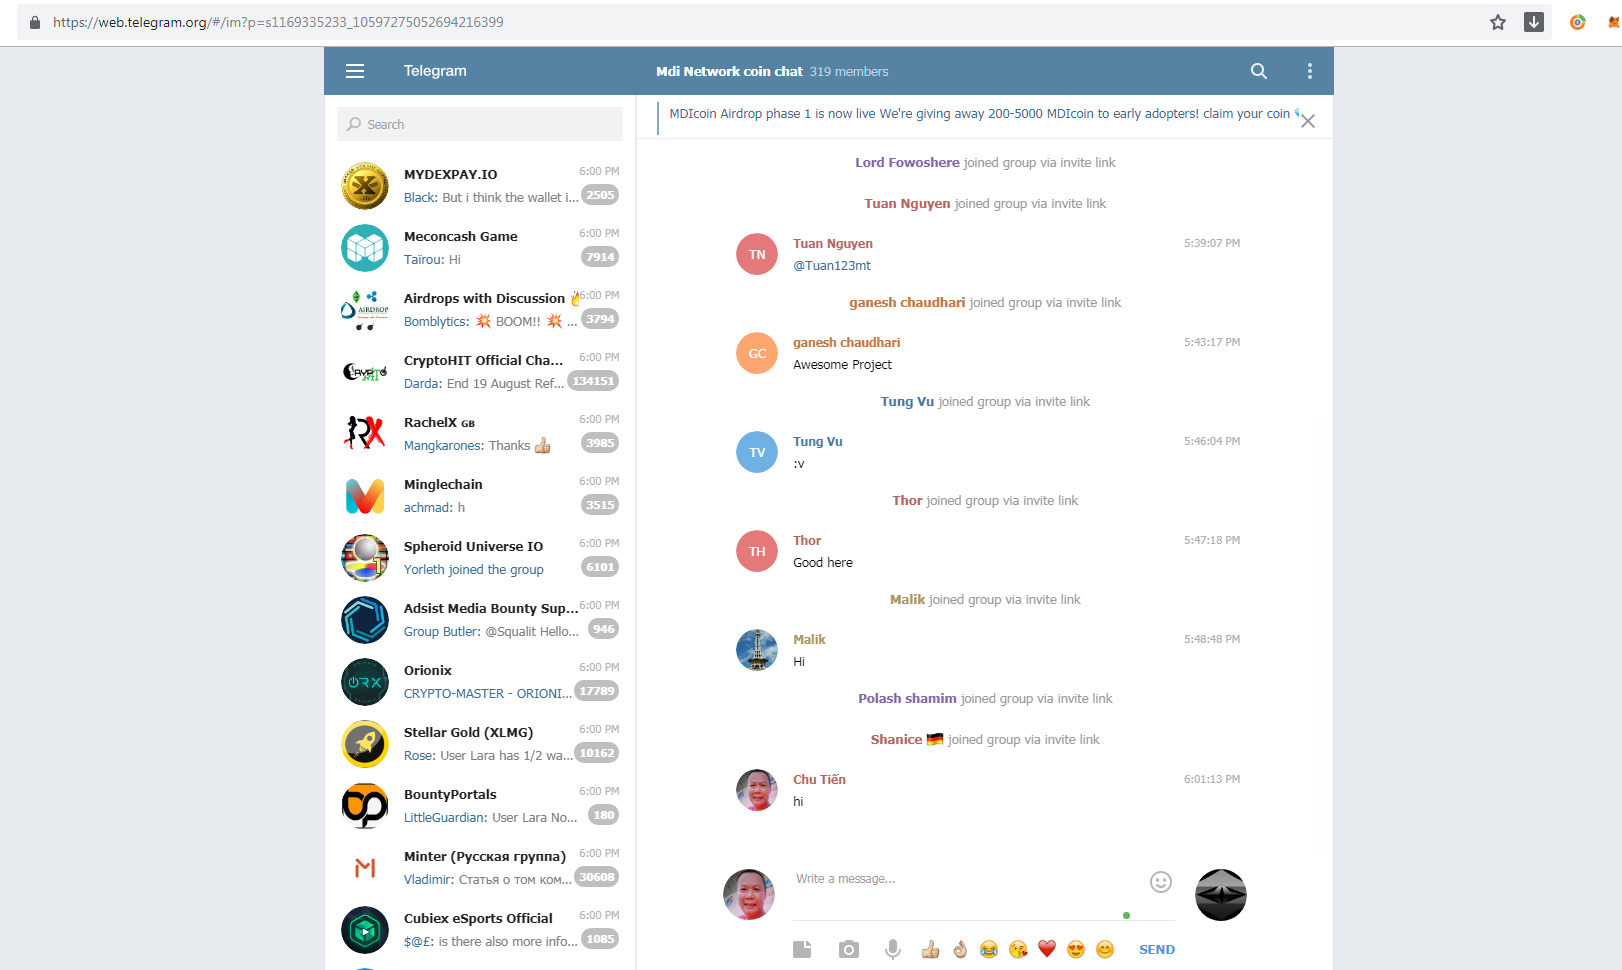 https://web.telegram.org/#/im?p=s1169335233_10597275052694216399
Telegram
Mdi Network coin chat 319 members
Search
MDIcoin Airdrop phase 1 is now live We're giving away 200-5000 MDIcoin to early adopters! claim your coin
MYDEXPAY.IO 6:00 PM
Black: But i think the wallet i... 2505
Meconcash Game 6:00 PM
Taïrou: Hi 7914
Airdrops with Discussion 🔥 6:00 PM
Bomblytics: 💥 BOOM!! 💥 ... 3794
CryptoHIT Official Cha... 6:00 PM
Darda: End 19 August Ref... 134151
RachelX GB 6:00 PM
Mangkarones: Thanks 👍🏼 3985
Minglechain 6:00 PM
achmad: h 3515
Spheroid Universe IO 6:00 PM
Yorleth joined the group 6101
Adsist Media Bounty Sup... 6:00 PM
Group Butler: @Squalit Hello... 946
Orionix 6:00 PM
CRYPTO-MASTER - ORIONI... 17789
Stellar Gold (XLMG) 6:00 PM
Rose: User Lara has 1/2 wa... 10162
BountyPortals 6:00 PM
LittleGuardian: User Lara No... 180
Minter (Русская группа) 6:00 PM
Vladimir: Статья о том ком... 30608
Cubiex eSports Official 6:00 PM
$@£: is there also more info... 1085
AIRDROP
RX
ORX
Lord Fowoshere joined group via invite link
Tuan Nguyen joined group via invite link
TN
Tuan Nguyen 5:39:07 PM
@Tuan123mt
ganesh chaudhari joined group via invite link
GC
ganesh chaudhari 5:43:17 PM
Awesome Project
Tung Vu joined group via invite link
TV
Tung Vu 5:46:04 PM
:v
Thor joined group via invite link
TH
Thor 5:47:18 PM
Good here
Malik joined group via invite link
Malik 5:48:48 PM
Hi
Polash shamim joined group via invite link
Shanice 🇩🇪 joined group via invite link
Chu Tiến 6:01:13 PM
hi
Write a message...
SEND